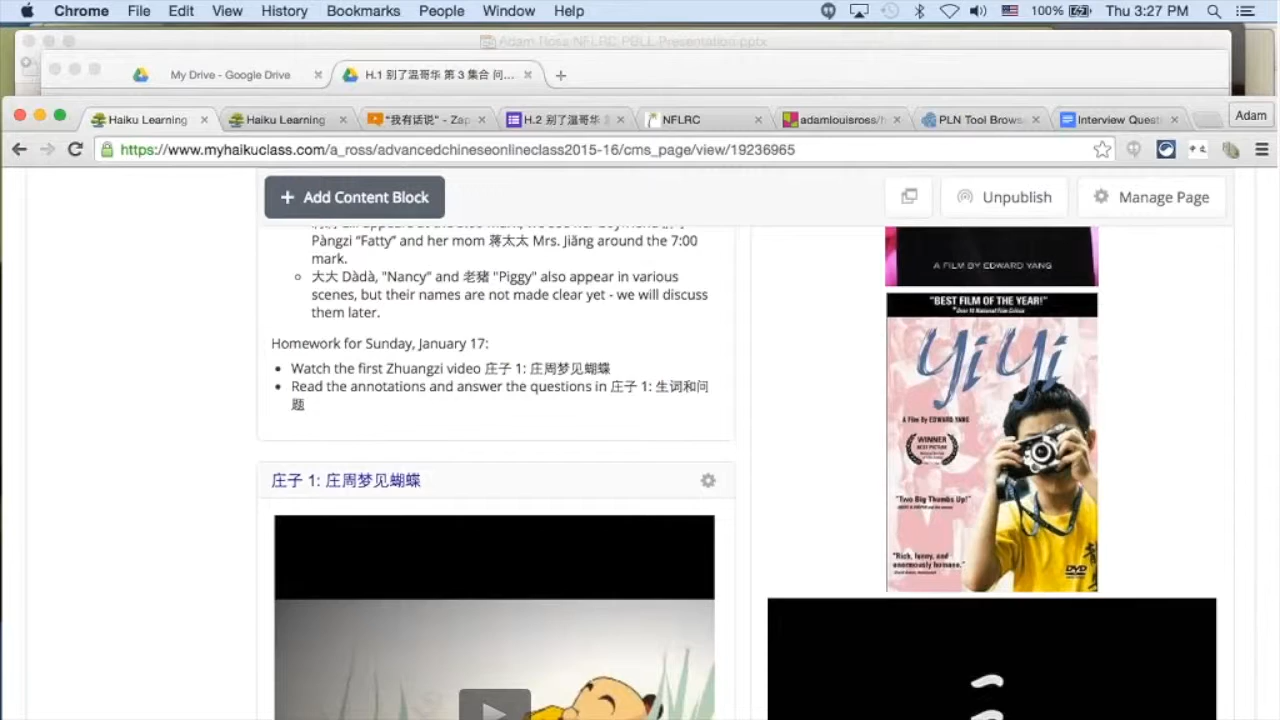 Chrome File Edit View History Bookmarks People Window Help 100% Thu 3:27 PM
Adam Ross NFLRC PBLL Presentation.pptx
My Drive - Google Drive H.1 别了温哥华 第 3 集合 问...
Haiku Learning Haiku Learning "我有话说" - Zap H.2 别了温哥华 NFLRC adamlouisross/h PLN Tool Brows Interview Quest Adam
https://www.myhaikuclass.com/a_ross/advancedchineseonlineclass2015-16/cms_page/view/19236965
+ Add Content Block Unpublish Manage Page
Pàngzi "Fatty" and her mom 蒋太太 Mrs. Jiǎng around the 7:00
mark.
大大 Dàdà, "Nancy" and 老豬 "Piggy" also appear in various
scenes, but their names are not made clear yet - we will discuss
them later.
Homework for Sunday, January 17:
Watch the first Zhuangzi video 庄子 1: 庄周梦见蝴蝶
Read the annotations and answer the questions in 庄子 1: 生词和问
题
庄子 1: 庄周梦见蝴蝶
A FILM BY EDWARD YANG
"BEST FILM OF THE YEAR!"
yi yi
A Film By EDWARD YANG
WINNER
"Two Big Thumbs Up!"
"Rich, funny, and
enormously humane."
DVD